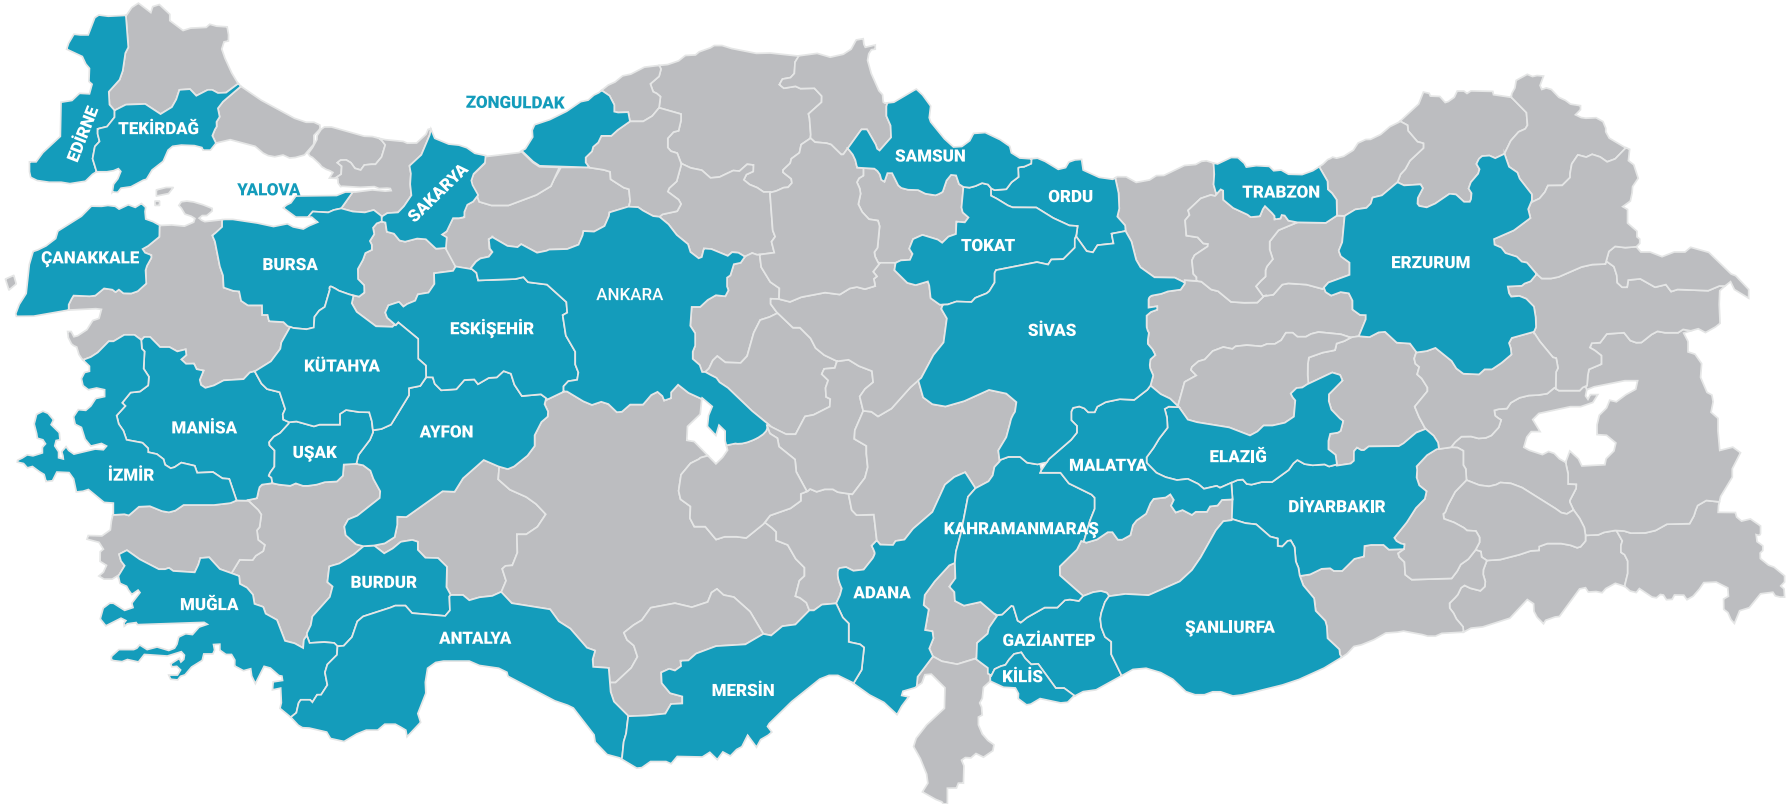 ZONGULDAK
EDİRNE
TEKİRDAĞ
SAMSUN
YALOVA
SAKARYA
ORDU
TRABZON
ÇANAKKALE
BURSA
TOKAT
ERZURUM
ANKARA
ESKİŞEHİR
SİVAS
KÜTAHYA
MANİSA
AYFON
UŞAK
İZMİR
MALATYA
ELAZIĞ
DİYARBAKIR
KAHRAMANMARAŞ
BURDUR
ADANA
MUĞLA
ANTALYA
GAZİANTEP
ŞANLIURFA
KİLİS
MERSİN